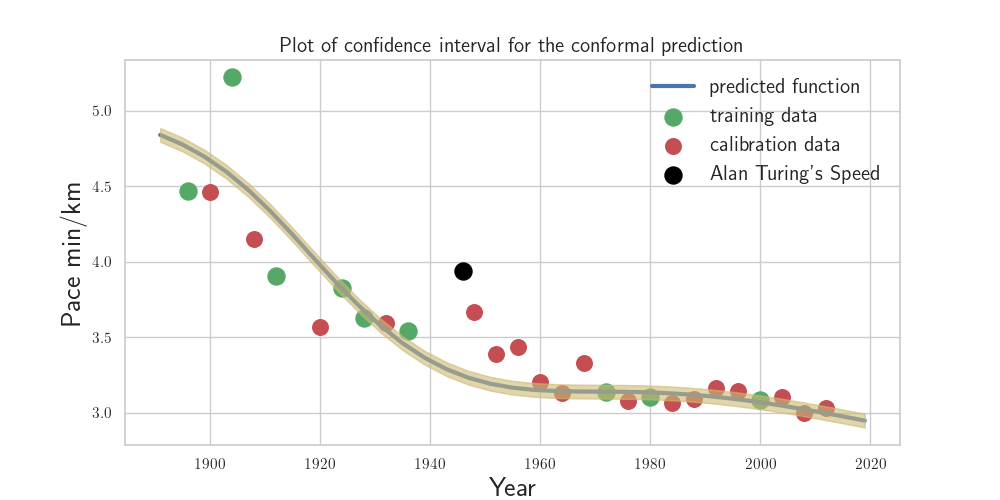 Plot of confidence interval for the conformal prediction
predicted function
training data
calibration data
Alan Turing's Speed
Pace min/km
5.0
4.5
4.0
3.5
3.0
1900 1920 1940 1960 1980 2000 2020
Year